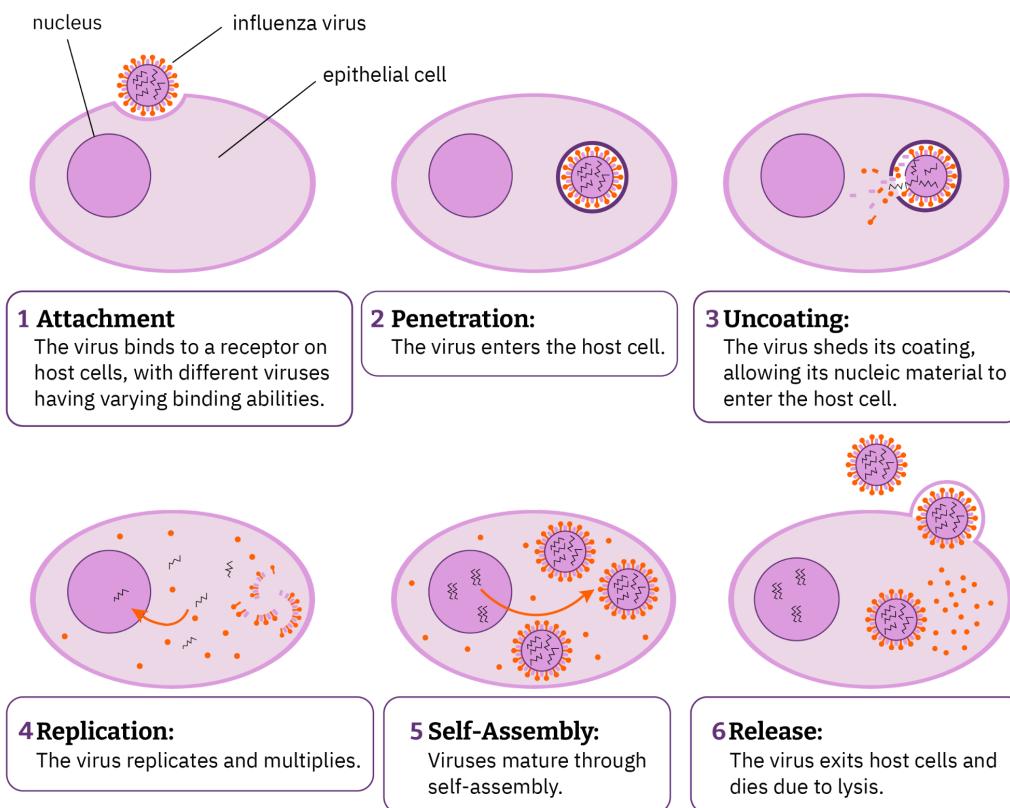 nucleus
influenza virus
epithelial cell
1 Attachment
The virus binds to a receptor on
host cells, with different viruses
having varying binding abilities.
2 Penetration:
The virus enters the host cell.
3 Uncoating:
The virus sheds its coating,
allowing its nucleic material to
enter the host cell.
4 Replication:
The virus replicates and multiplies.
5 Self-Assembly:
Viruses mature through
self-assembly.
6 Release:
The virus exits host cells and
dies due to lysis.